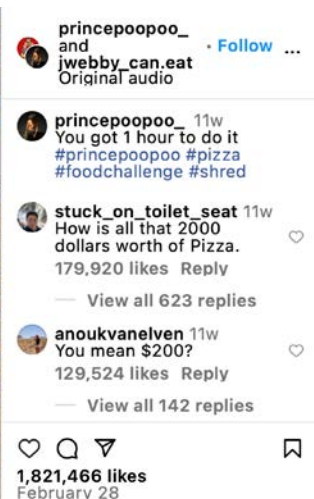 princepoopoo_
and · Follow ...
jwebby_can.eat
Original audio
princepoopoo_ 11w
You got 1 hour to do it
#princepoopoo #pizza
#foodchallenge #shred
stuck_on_toilet_seat 11w
How is all that 2000
dollars worth of Pizza.
179,920 likes Reply
View all 623 replies
anoukvanelven 11w
You mean $200?
129,524 likes Reply
View all 142 replies
1,821,466 likes
February 28